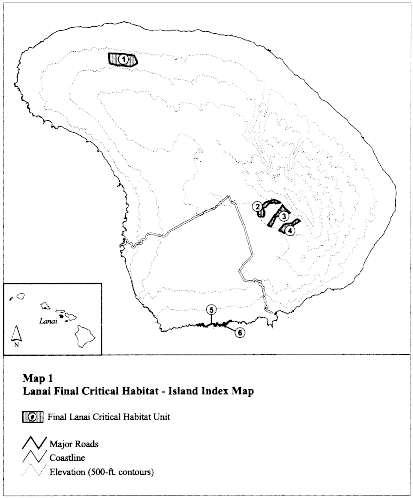 1
2
3
4
5
6
Lanai
N
Map 1
Lanai Final Critical Habitat - Island Index Map
Final Lanai Critical Habitat Unit
Major Roads
Coastline
Elevation (500-ft. contours)